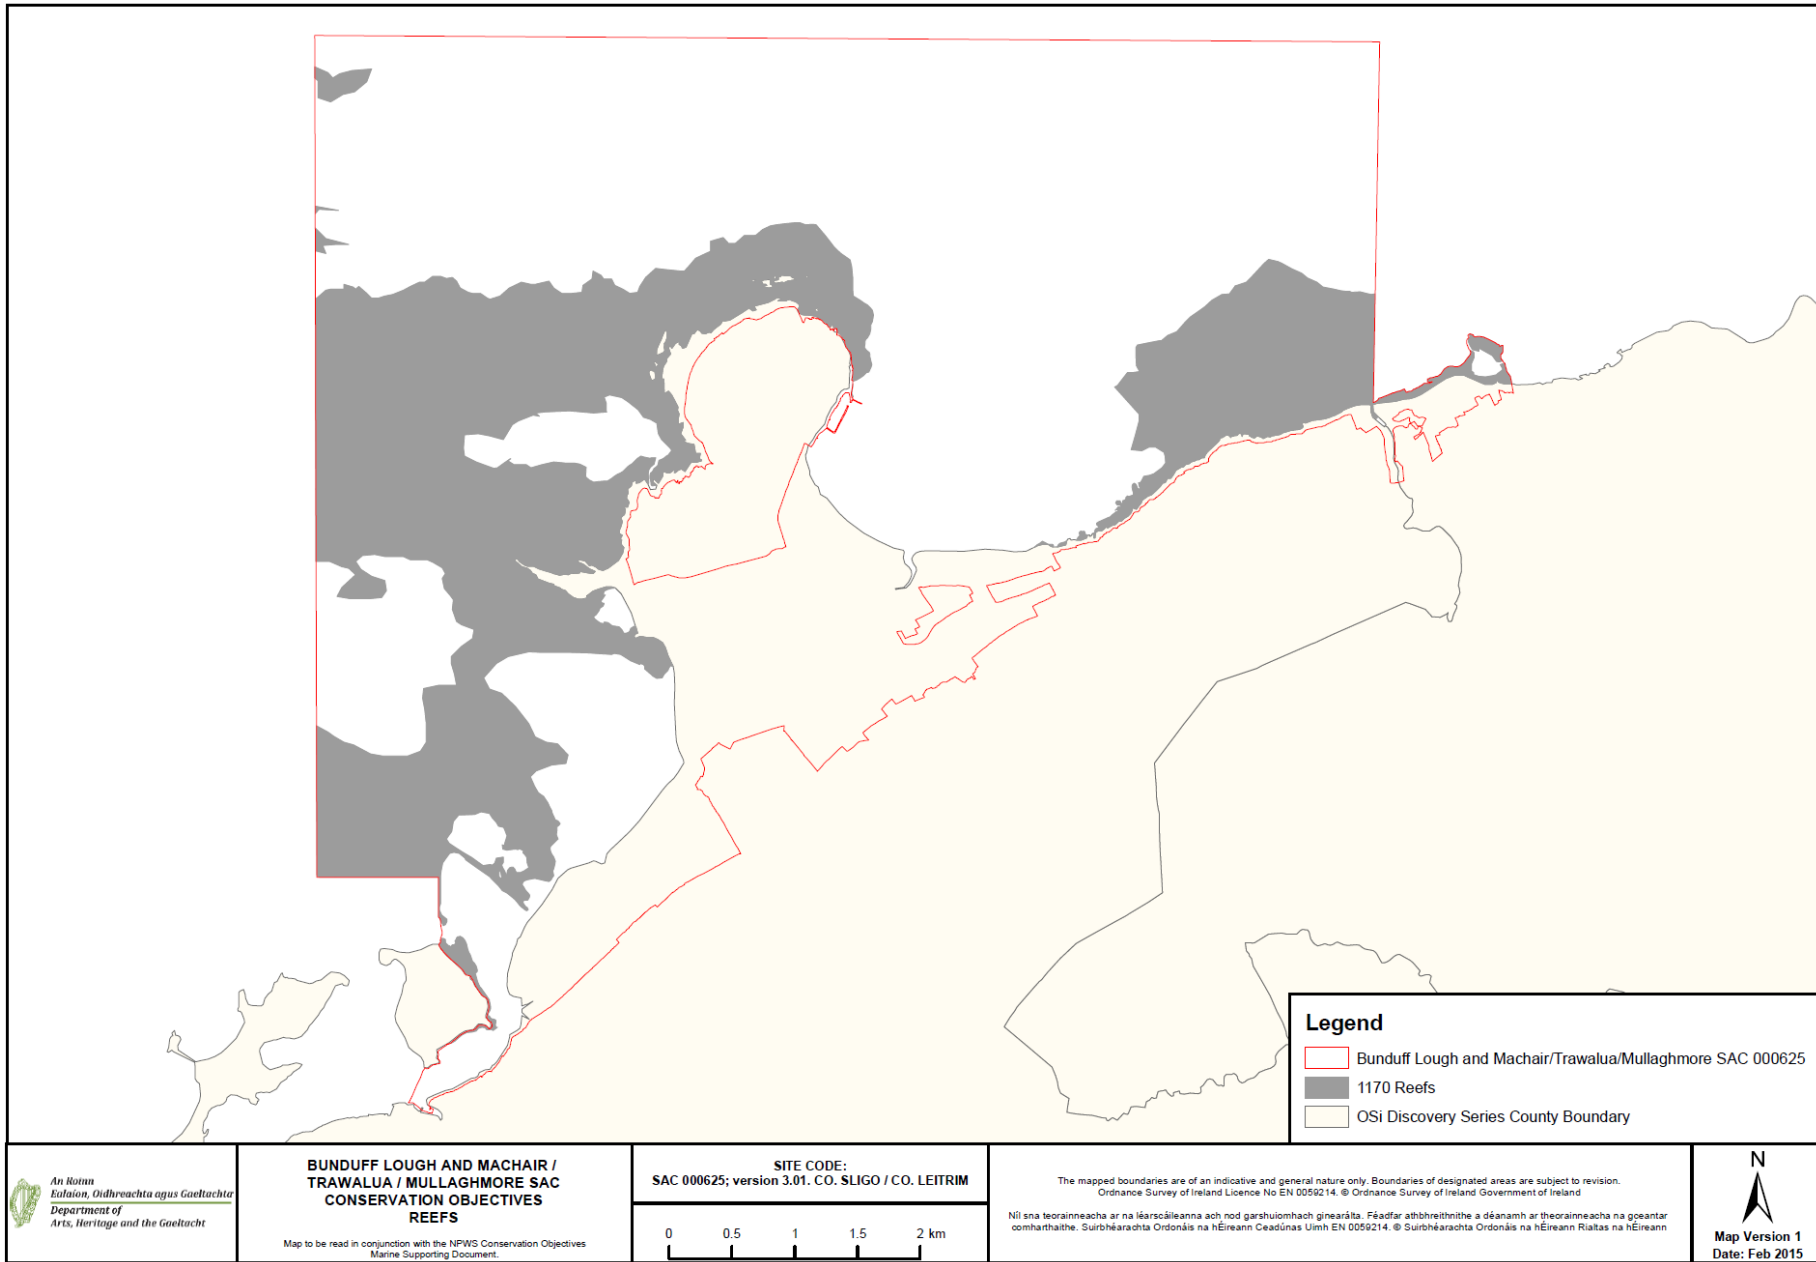 Legend
Bunduff Lough and Machair/Trawalua/Mullaghmore SAC 000625
1170 Reefs
OSi Discovery Series County Boundary
An Roinn
Ealaíon, Oidhreachta agus Gaeltachta
Department of
Arts, Heritage and the Gaeltacht
BUNDUFF LOUGH AND MACHAIR /
TRAWALUA / MULLAGHMORE SAC
CONSERVATION OBJECTIVES
REEFS
Map to be read in conjunction with the NPWS Conservation Objectives
Marine Supporting Document.
SITE CODE:
SAC 000625; version 3.01. CO. SLIGO / CO. LEITRIM
0 0.5 1 1.5 2 km
The mapped boundaries are of an indicative and general nature only. Boundaries of designated areas are subject to revision.
Ordnance Survey of Ireland Licence No EN 0059214. © Ordnance Survey of Ireland Government of Ireland
Níl sna teorainneacha ar na léarscáileanna ach nod garshuiomhach ginearálta. Féadfar athbhreithnithe a déanamh ar theorainneacha na gceantar
comharthaithe. Suirbhéarachta Ordonáis na hÉireann Ceadúnas Uimh EN 0059214. © Suirbhéarachta Ordonáis na hÉireann Rialtas na hÉireann
N
Map Version 1
Date: Feb 2015